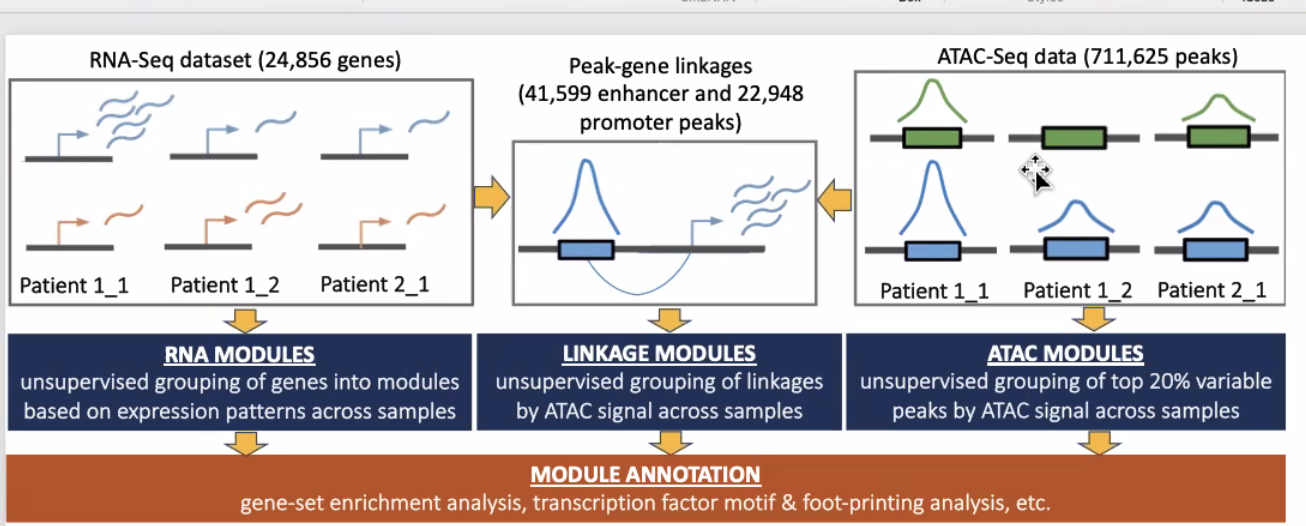 RNA-Seq dataset (24,856 genes)
Patient 1_1
Patient 1_2
Patient 2_1
Peak-gene linkages
(41,599 enhancer and 22,948
promoter peaks)
ATAC-Seq data (711,625 peaks)
Patient 1_1
Patient 1_2
Patient 2_1
RNA MODULES
unsupervised grouping of genes into modules
based on expression patterns across samples
LINKAGE MODULES
unsupervised grouping of linkages
by ATAC signal across samples
ATAC MODULES
unsupervised grouping of top 20% variable
peaks by ATAC signal across samples
MODULE ANNOTATION
gene-set enrichment analysis, transcription factor motif & foot-printing analysis, etc.